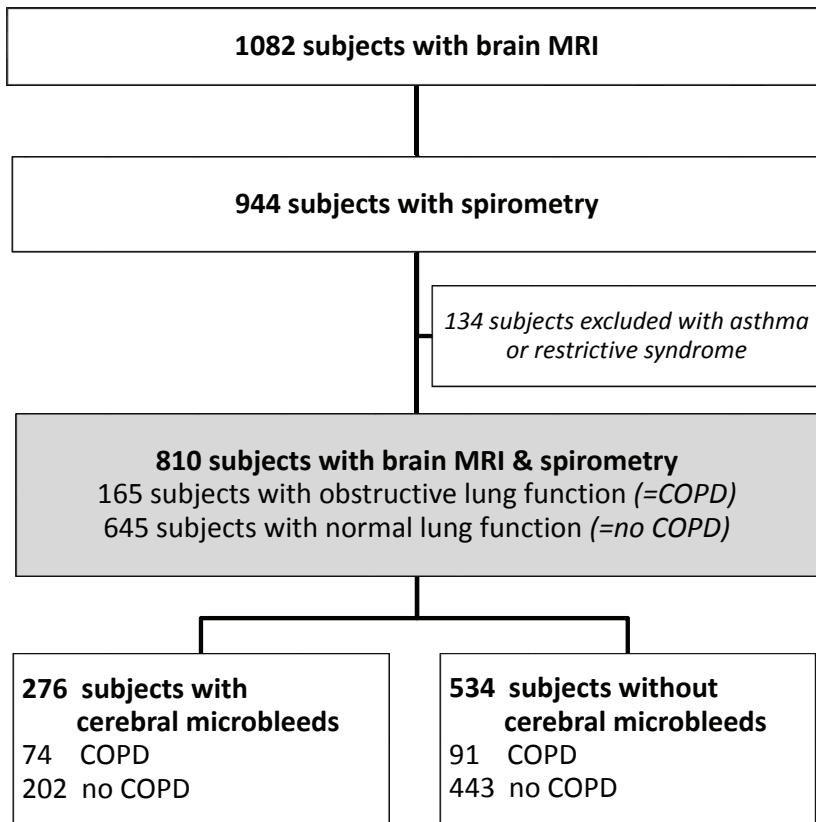 1082 subjects with brain MRI
944 subjects with spirometry
134 subjects excluded with asthma
or restrictive syndrome
810 subjects with brain MRI & spirometry
165 subjects with obstructive lung function (=COPD)
645 subjects with normal lung function (=no COPD)
276 subjects with
cerebral microbleeds
74 COPD
202 no COPD
534 subjects without
cerebral microbleeds
91 COPD
443 no COPD